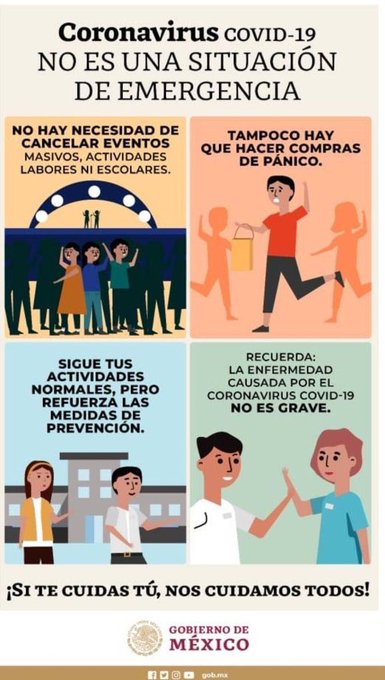 Coronavirus COVID-19
NO ES UNA SITUACIÓN
DE EMERGENCIA
NO HAY NECESIDAD DE
CANCELAR EVENTOS
MASIVOS, ACTIVIDADES
LABORES NI ESCOLARES.
TAMPOCO HAY
QUE HACER COMPRAS
DE PÁNICO.
SIGUE TUS
ACTIVIDADES
NORMALES, PERO
REFUERZA LAS
MEDIDAS DE
PREVENCIÓN.
RECUERDA:
LA ENFERMEDAD
CAUSADA POR EL
CORONAVIRUS COVID-19
NO ES GRAVE.
¡SI TE CUIDAS TÚ, NOS CUIDAMOS TODOS!
GOBIERNO DE
MÉXICO
gob.mx